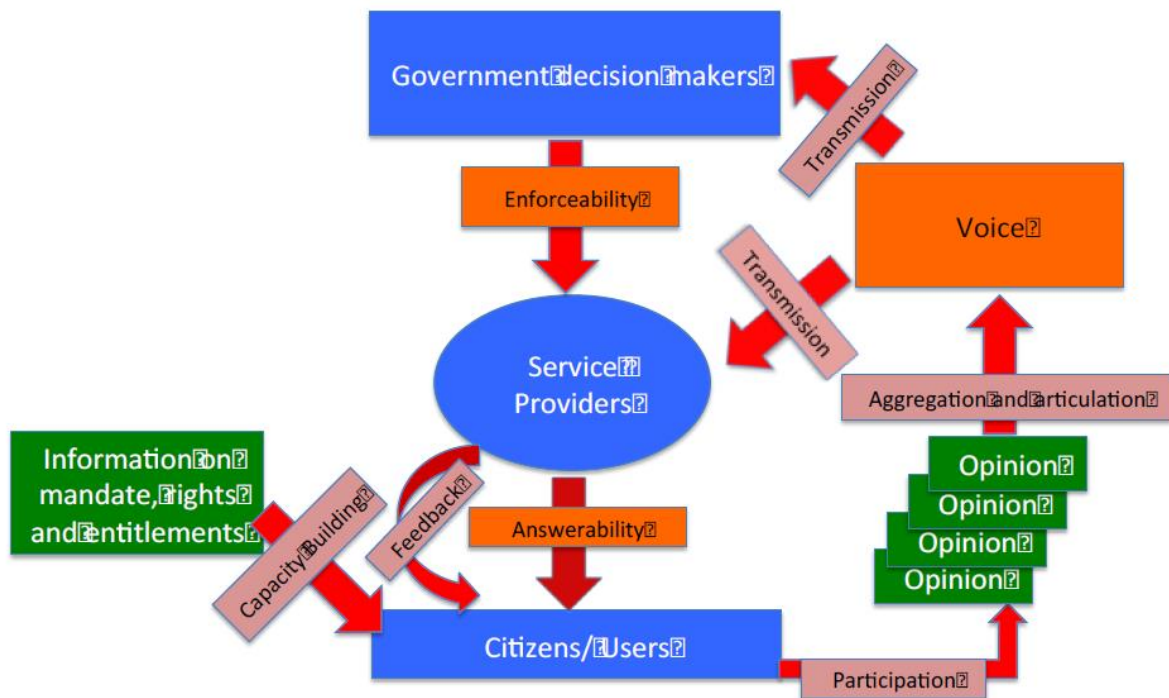 Government decision makers
Transmission
Enforceability
Voice
Transmission
Service
Providers
Aggregation and articulation
Information on
mandate, rights
and entitlements
Opinion
Opinion
Opinion
Opinion
Capacity Building
Feedback
Answerability
Citizens/ Users
Participation